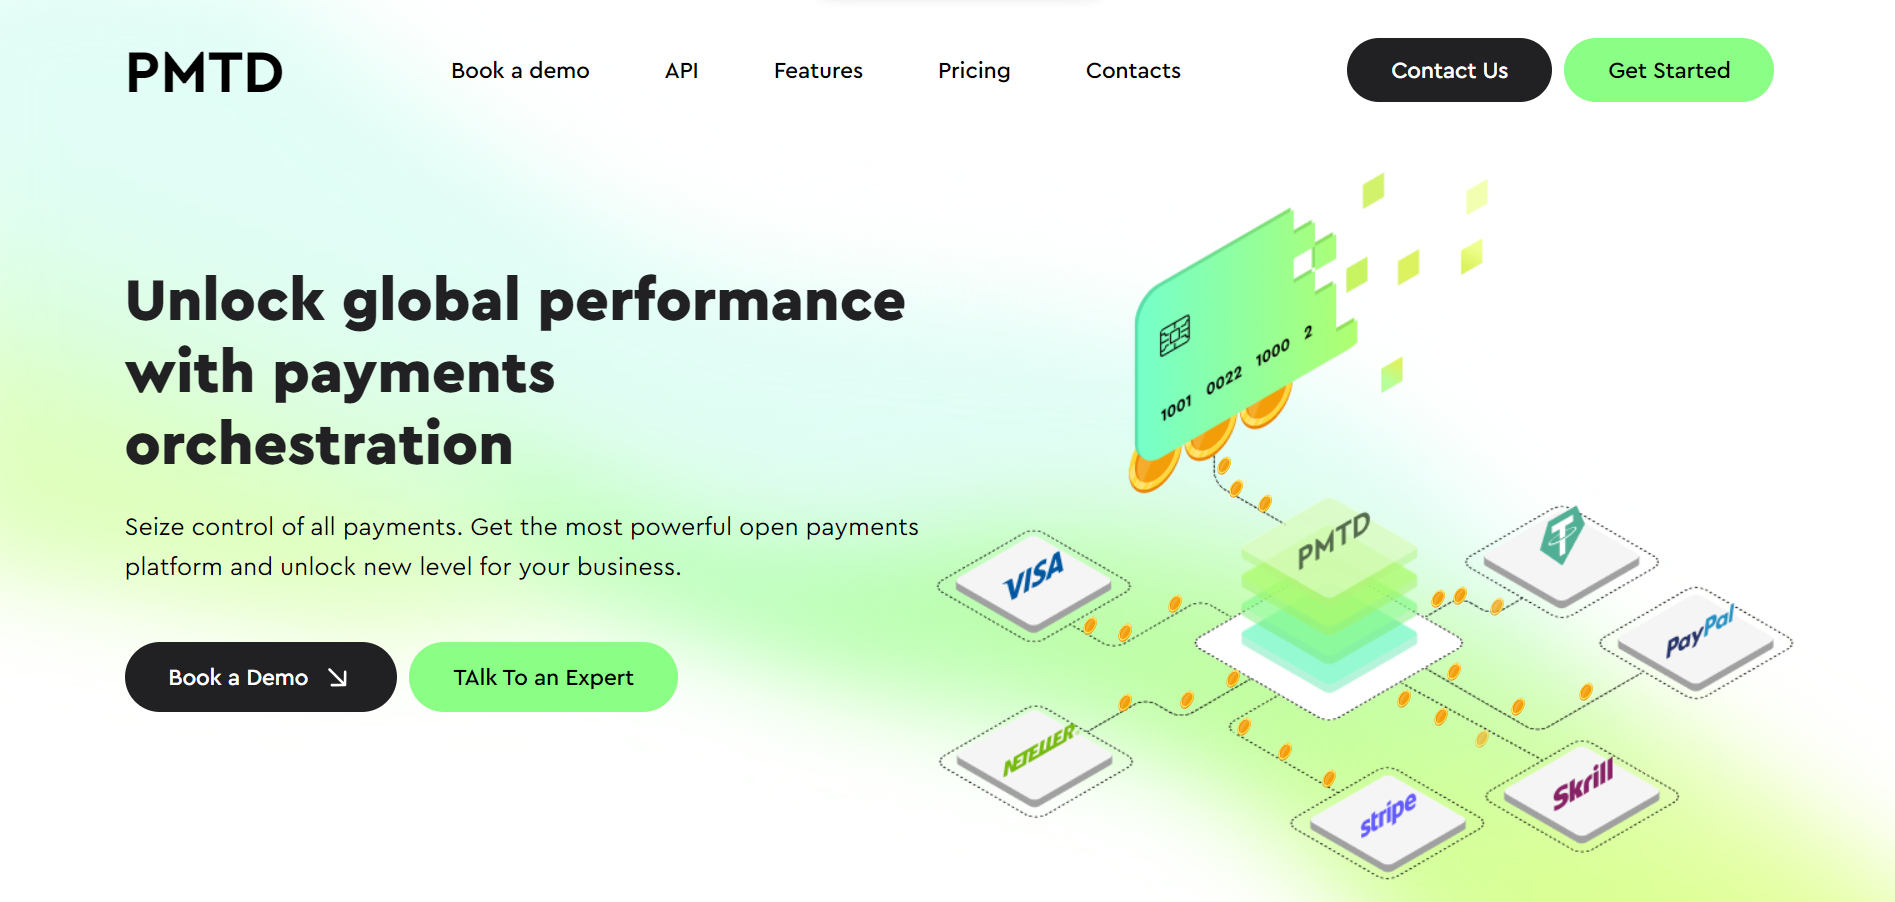 PMTD
Book a demo
API
Features
Pricing
Contacts
Contact Us
Get Started
Unlock global performance
with payments
orchestration
Seize control of all payments. Get the most powerful open payments
platform and unlock new level for your business.
Book a Demo
TAlk To an Expert
1001 0022 1000 2
PMTD
VISA
PayPal
NETELLER
stripe
Skrill